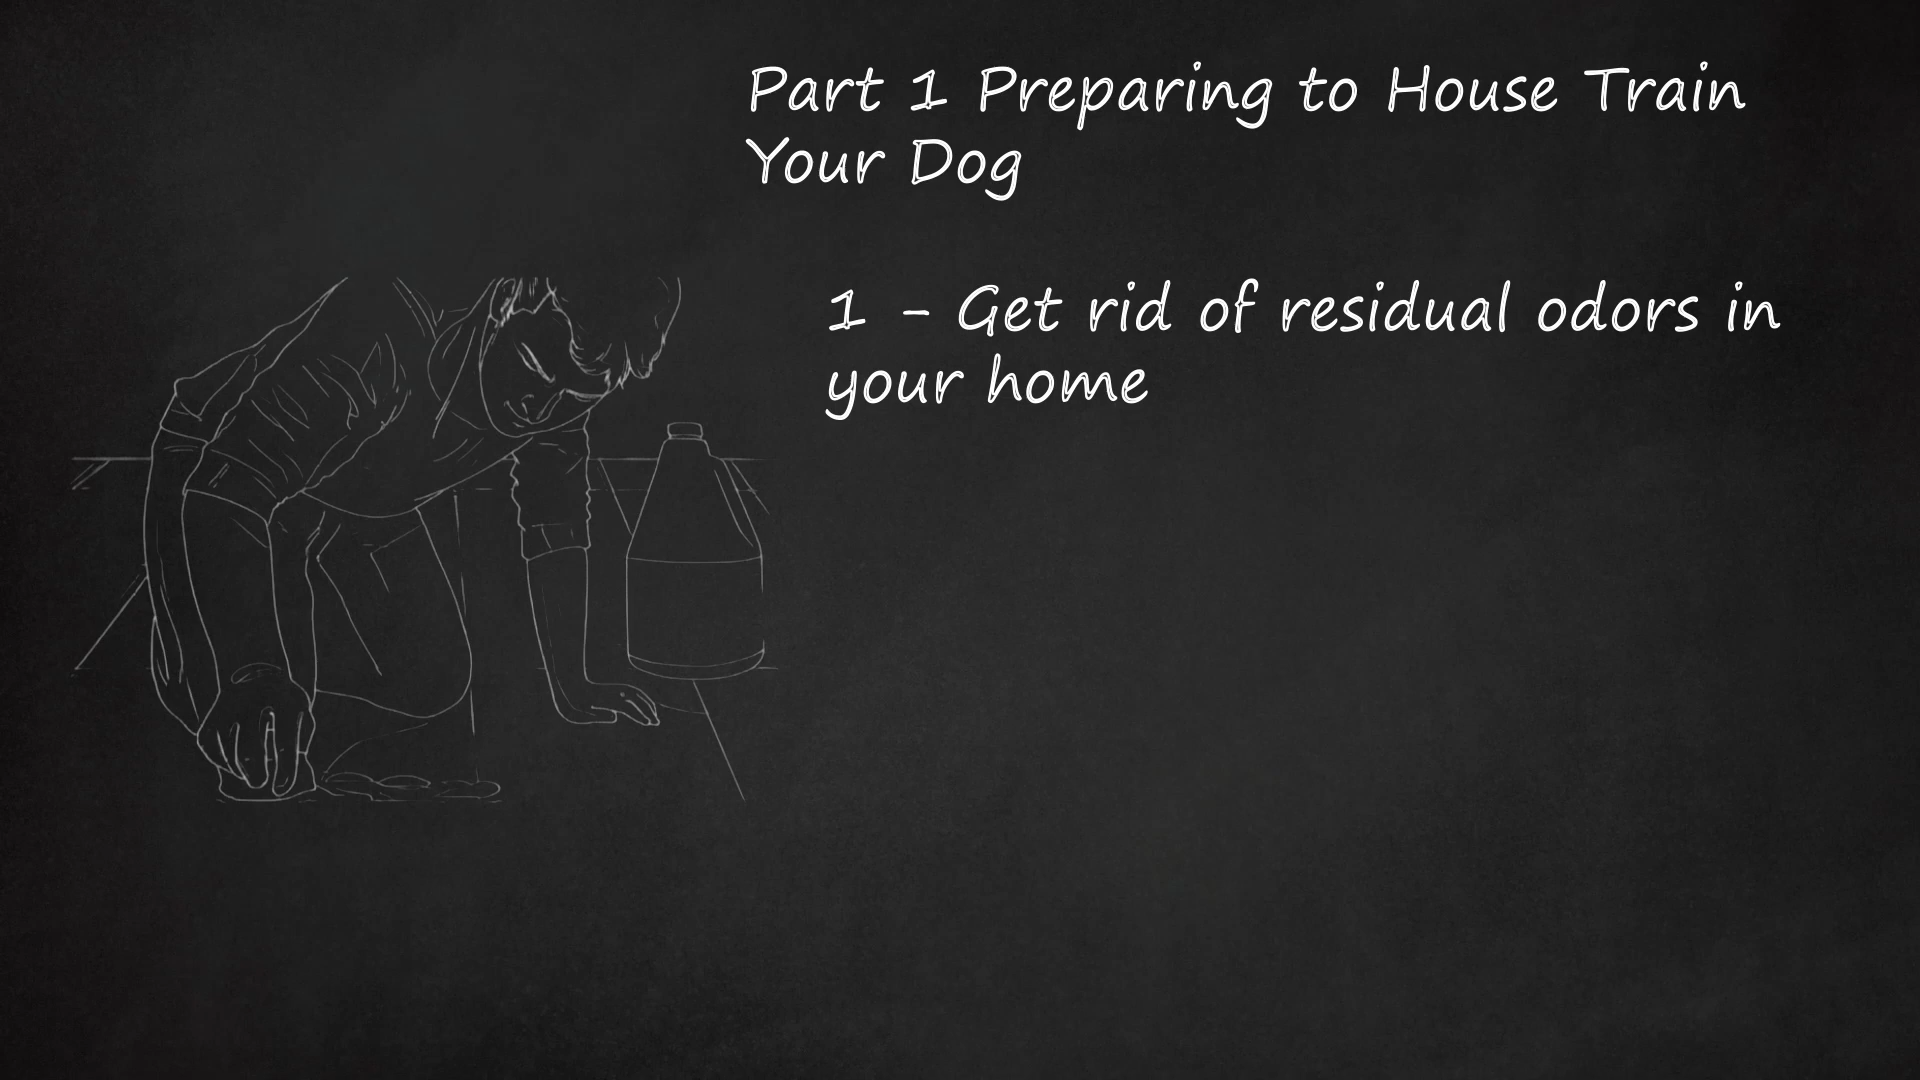 Part 1 Preparing to House Train
Your Dog
1 - Get rid of residual odors in
your home